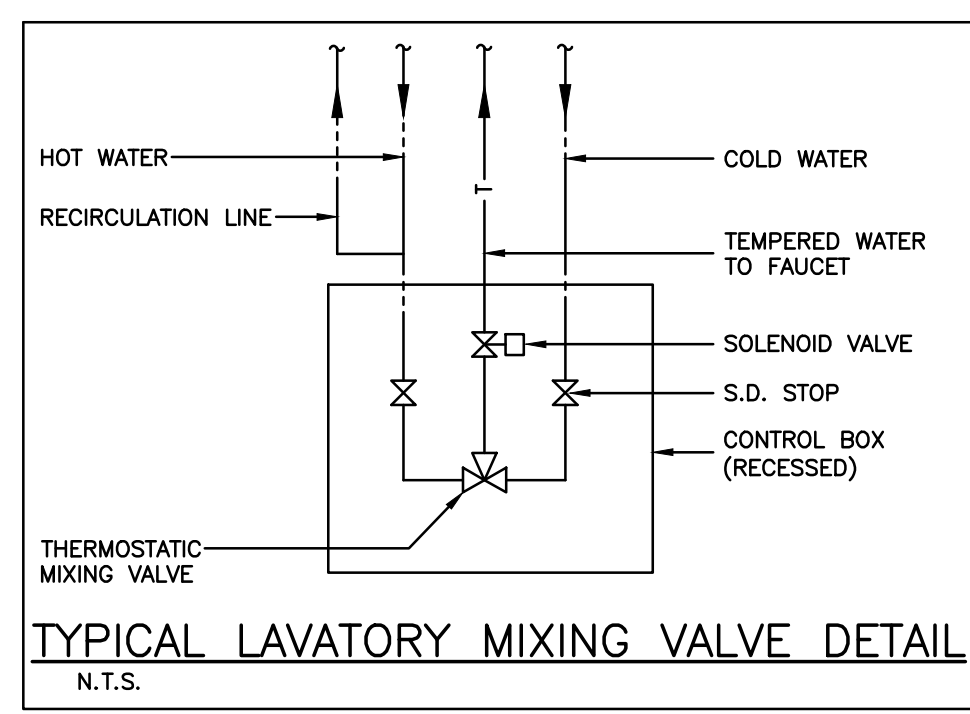 HOT WATER
RECIRCULATION LINE
T
COLD WATER
TEMPERED WATER
TO FAUCET
SOLENOID VALVE
S.D. STOP
CONTROL BOX
(RECESSED)
THERMOSTATIC
MIXING VALVE
TYPICAL LAVATORY MIXING VALVE DETAIL
N.T.S.